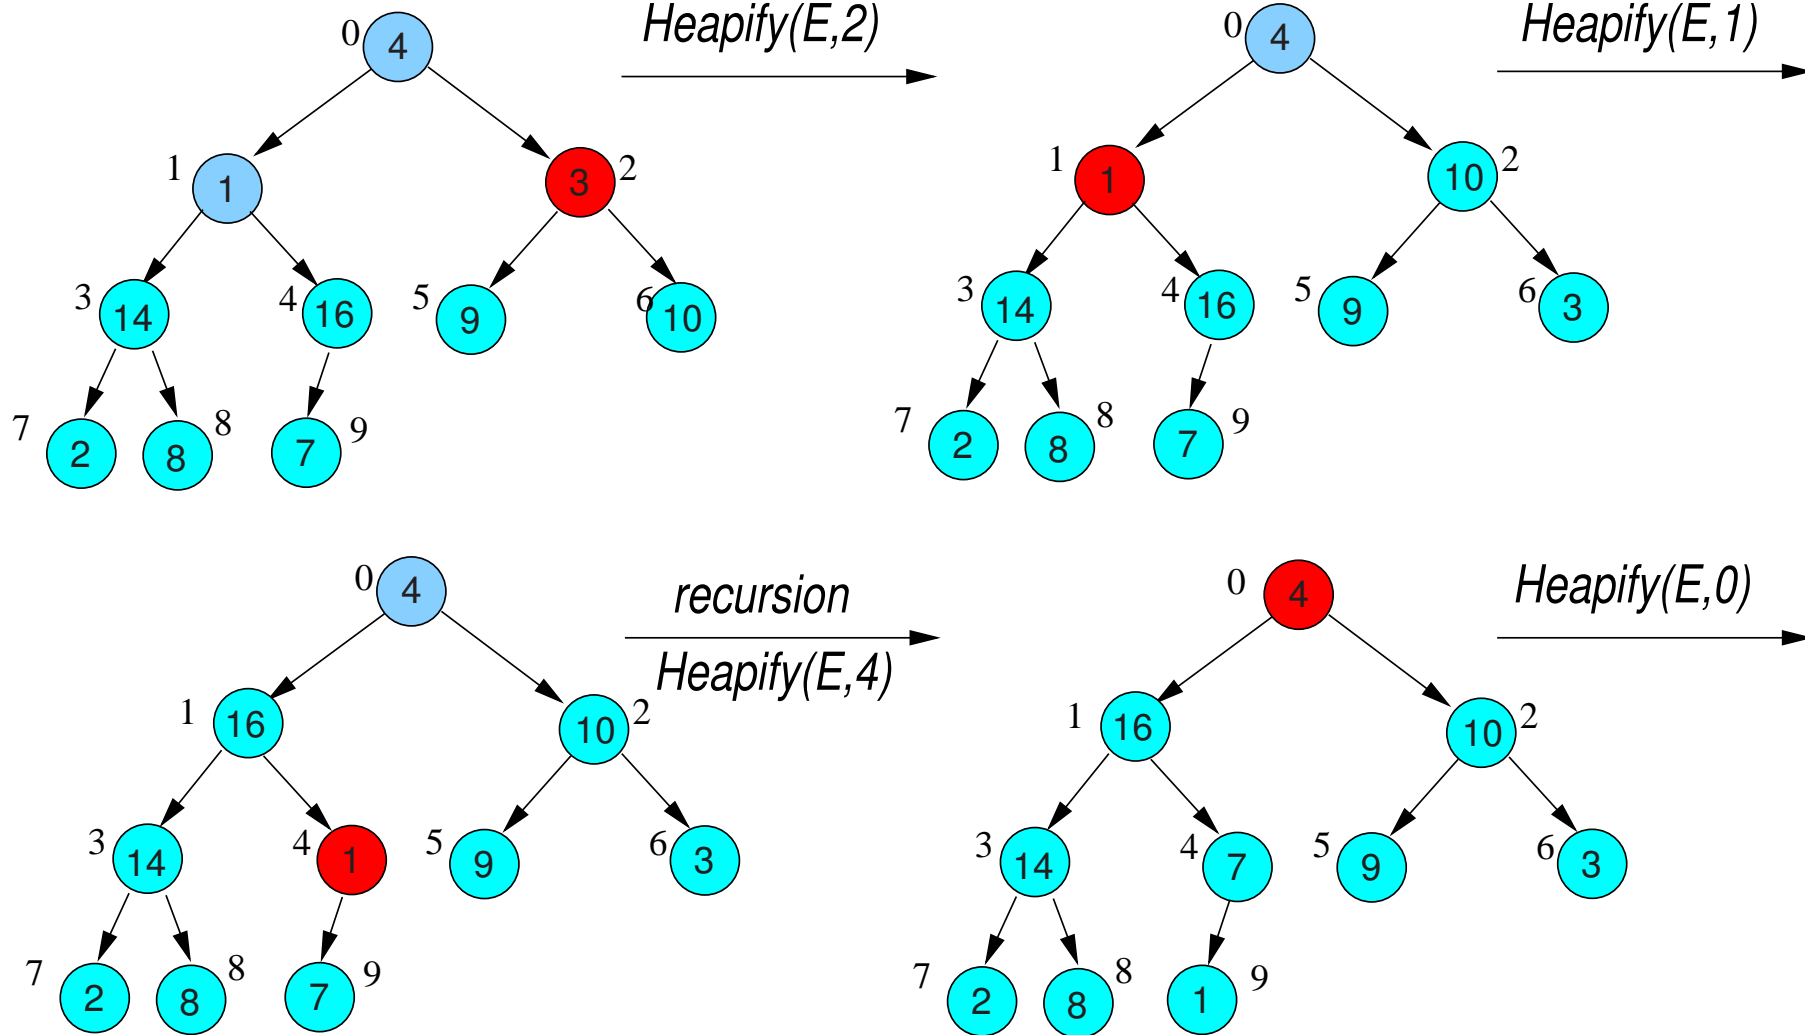 0 4 Heapify(E,2) 0 4 Heapify(E,1)
1 1 3 2 1 1 10 2
3 14 4 16 5 9 6 10 3 14 4 16 5 9 6 3
7 2 8 8 7 9 7 2 8 8 7 9
0 4 recursion 0 4 Heapify(E,0)
Heapify(E,4)
1 16 10 2 1 16 10 2
3 14 4 1 5 9 6 3 3 14 4 7 5 9 6 3
7 2 8 8 7 9 7 2 8 8 1 9